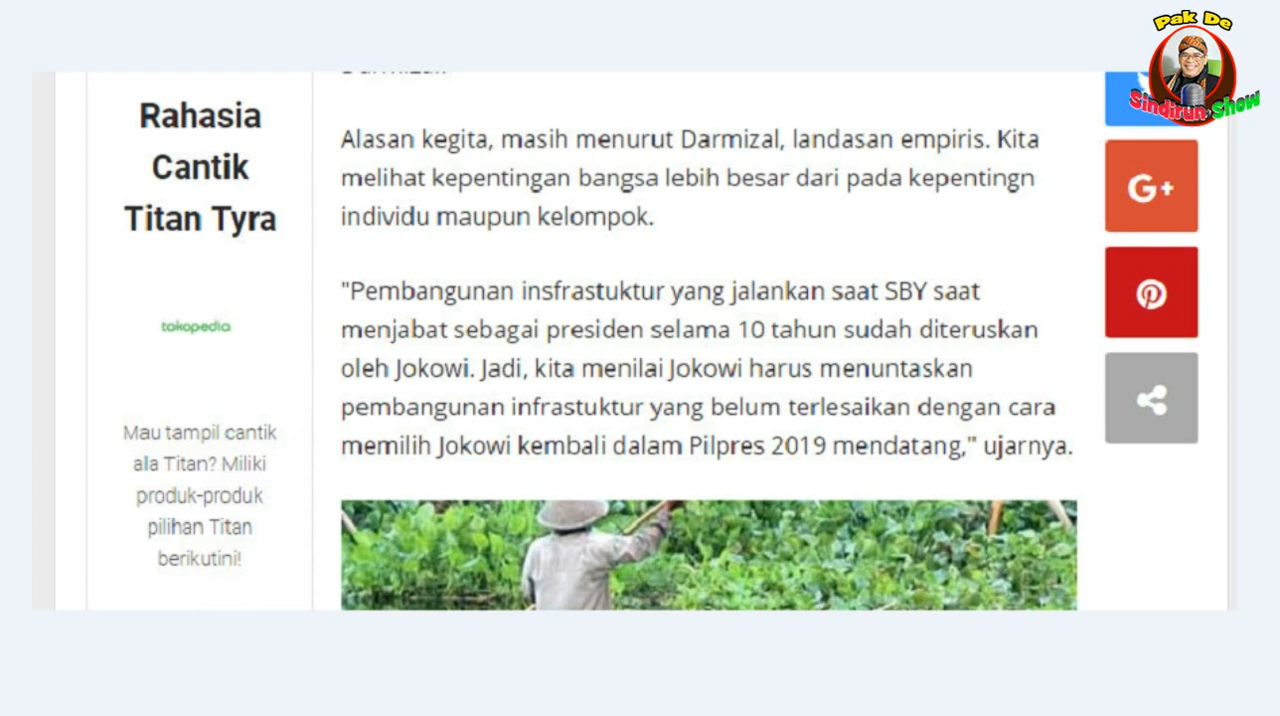 Pak De
Sindirun Show
Rahasia
Cantik
Titan Tyra
tokopedia
Mau tampil cantik
ala Titan? Miliki
produk-produk
pilihan Titan
berikutini!
Alasan kegita, masih menurut Darmizal, landasan empiris. Kita
melihat kepentingan bangsa lebih besar dari pada kepentingn
individu maupun kelompok.
"Pembangunan insfrastuktur yang jalankan saat SBY saat
menjabat sebagai presiden selama 10 tahun sudah diteruskan
oleh Jokowi. Jadi, kita menilai Jokowi harus menuntaskan
pembangunan infrastuktur yang belum terlesaikan dengan cara
memilih Jokowi kembali dalam Pilpres 2019 mendatang," ujarnya.
G+